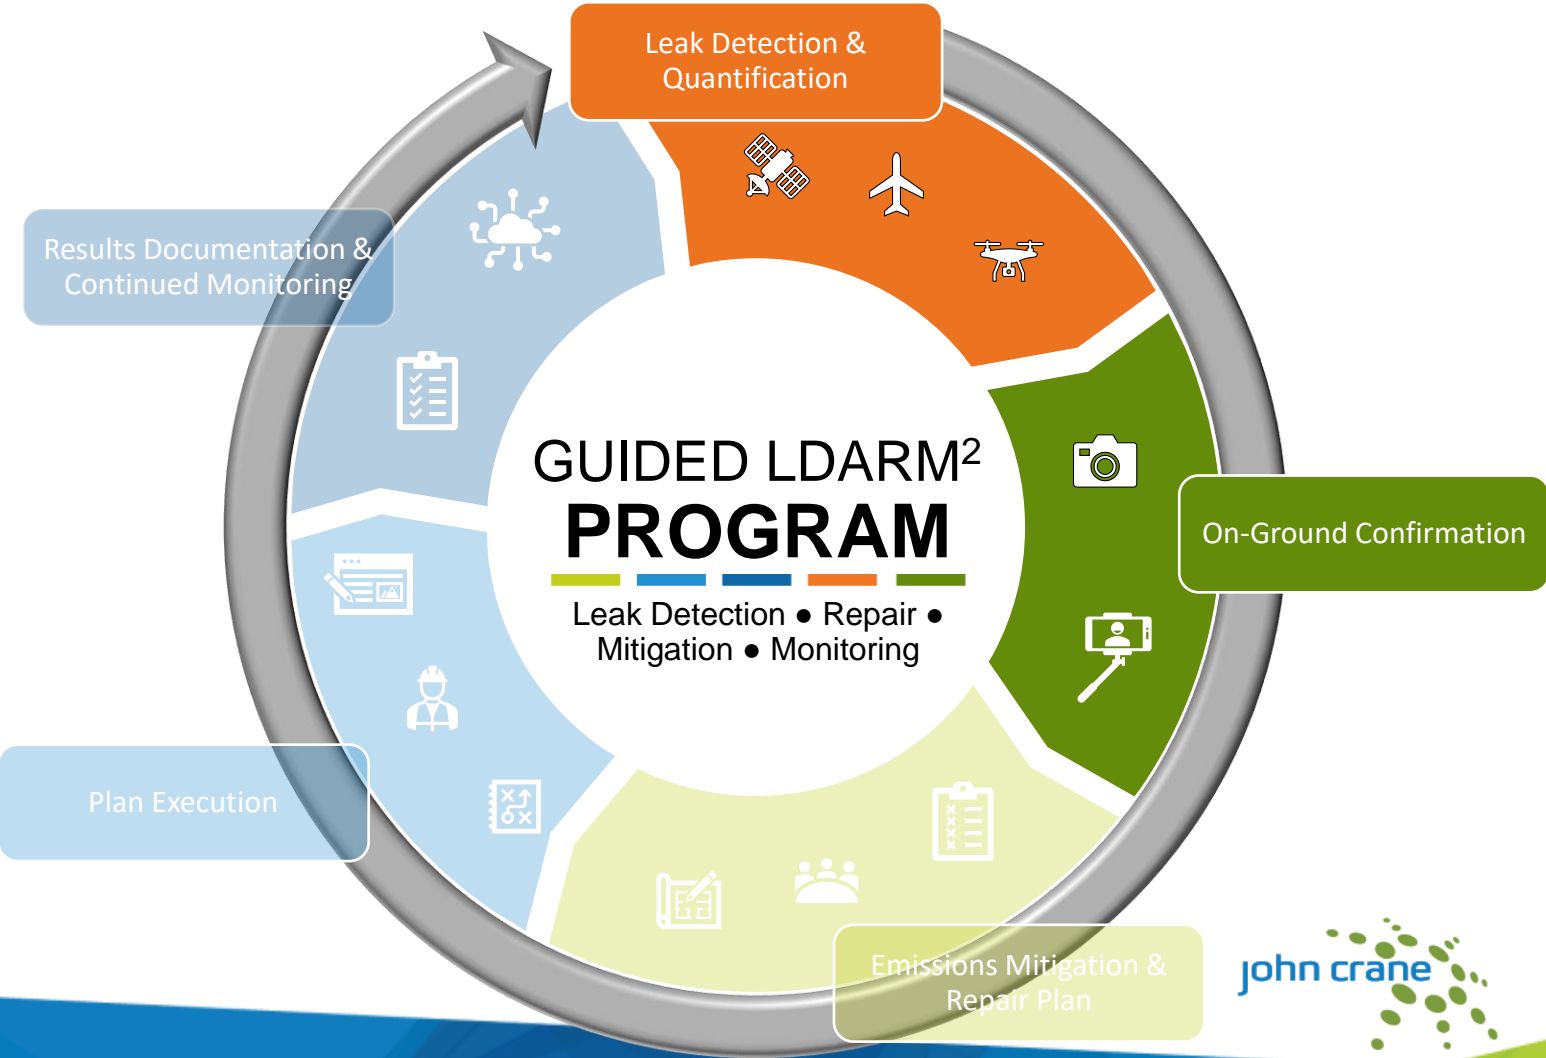 Leak Detection &
Quantification
Results Documentation &
Continued Monitoring
GUIDED LDARM²
PROGRAM
Leak Detection ● Repair ●
Mitigation ● Monitoring
On-Ground Confirmation
Plan Execution
Emissions Mitigation &
Repair Plan
john crane